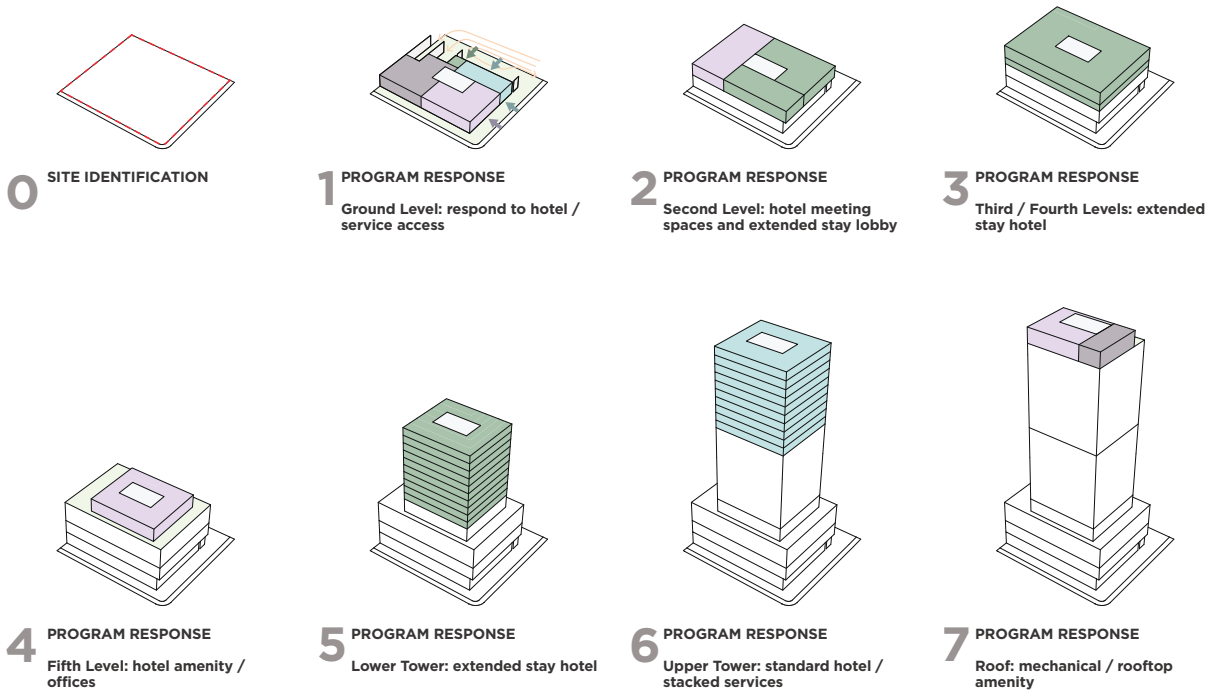 0 SITE IDENTIFICATION
1 PROGRAM RESPONSE
Ground Level: respond to hotel /
service access
2 PROGRAM RESPONSE
Second Level: hotel meeting
spaces and extended stay lobby
3 PROGRAM RESPONSE
Third / Fourth Levels: extended
stay hotel
4 PROGRAM RESPONSE
Fifth Level: hotel amenity /
offices
5 PROGRAM RESPONSE
Lower Tower: extended stay hotel
6 PROGRAM RESPONSE
Upper Tower: standard hotel /
stacked services
7 PROGRAM RESPONSE
Roof: mechanical / rooftop
amenity